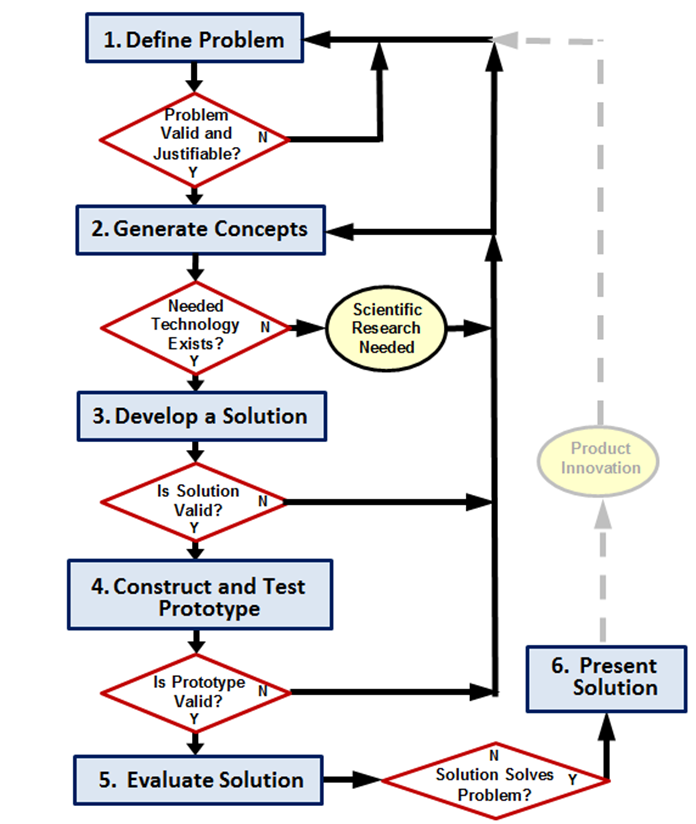 1. Define Problem
Problem
Valid and
Justifiable?
N
Y
2. Generate Concepts
Needed
Technology
Exists?
N
Y
Scientific
Research
Needed
3. Develop a Solution
Is Solution
Valid?
N
Y
Product
Innovation
4. Construct and Test
Prototype
Is Prototype
Valid?
N
Y
6. Present
Solution
5. Evaluate Solution
N
Solution Solves
Problem?
Y